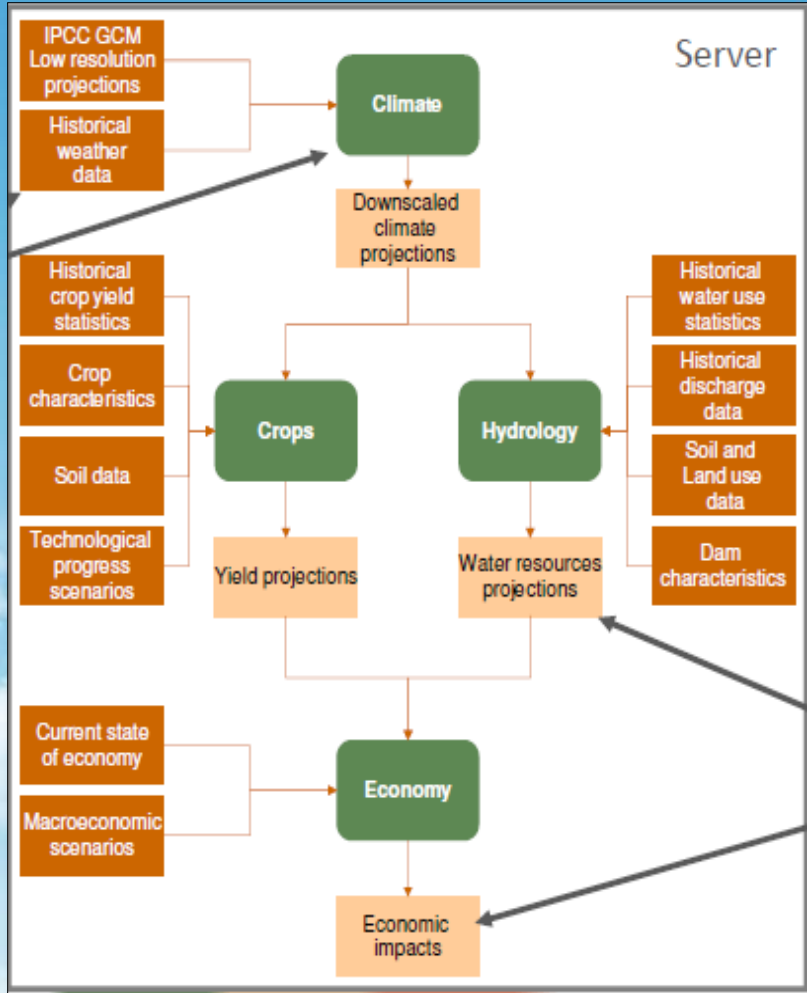 Server
IPCC GCM
Low resolution
projections
Historical
weather
data
Climate
Downscaled
climate
projections
Historical
crop yield
statistics
Crop
characteristics
Soil data
Technological
progress
scenarios
Crops
Hydrology
Historical
water use
statistics
Historical
discharge
data
Soil and
Land use
data
Dam
characteristics
Yield projections
Water resources
projections
Current state
of economy
Macroeconomic
scenarios
Economy
Economic
impacts